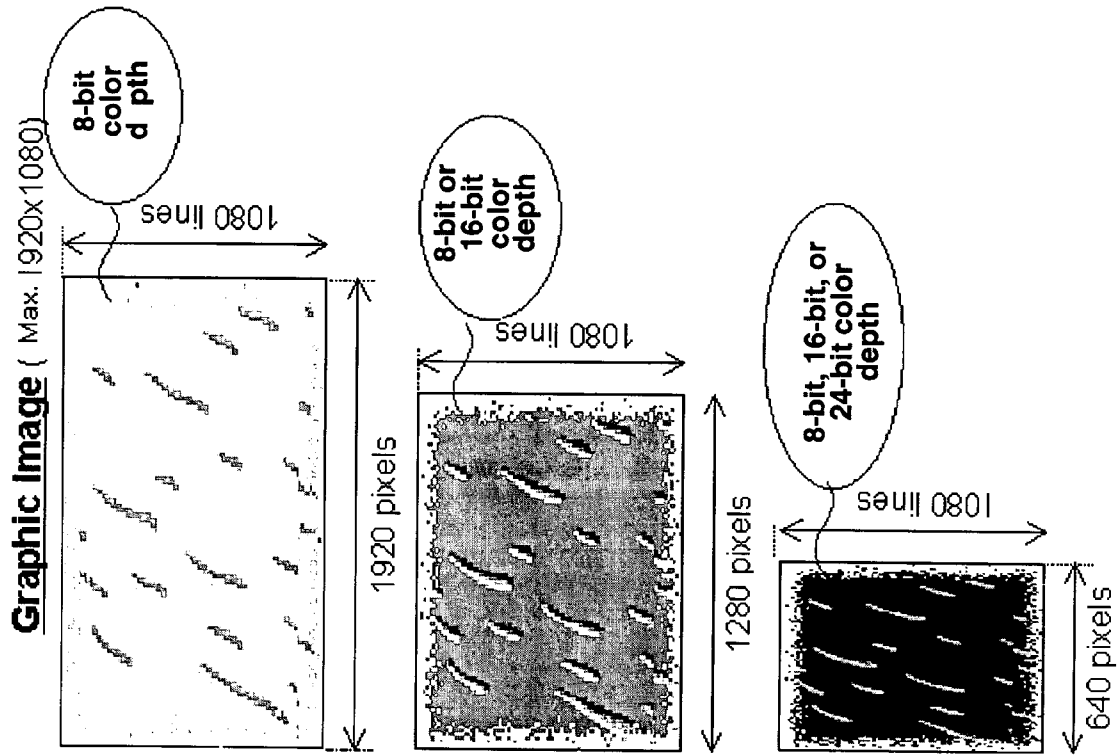 Graphic Image ( Max. 1920x1080)
8-bit
color
d pth
1080 lines
1920 pixels
8-bit or
16-bit
color
depth
1080 lines
1280 pixels
8-bit, 16-bit, or
24-bit color
depth
1080 lines
640 pixels